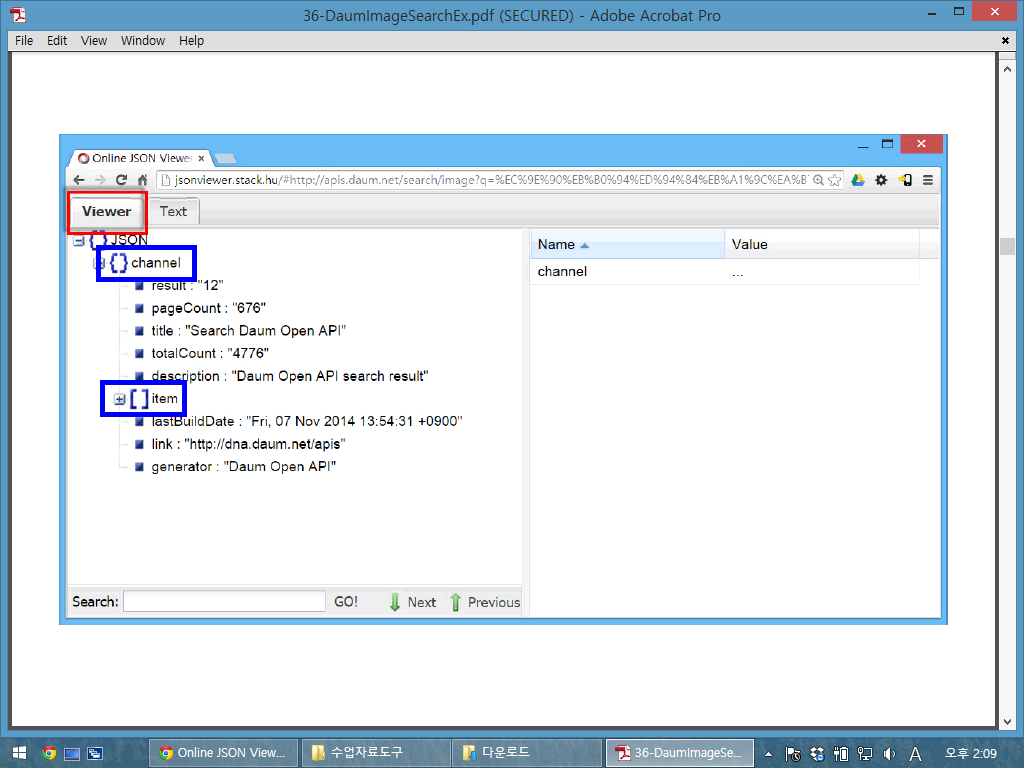 36-DaumImageSearchEx.pdf (SECURED) - Adobe Acrobat Pro
File Edit View Window Help
Online JSON Viewer
jsonviewer.stack.hu/#http://apis.daum.net/search/image?q=%EC%9E%90%EB%B0%94%ED%94%84%EB%A1%9C%EA%B
Viewer Text
JSON
channel
result : "12"
pageCount : "676"
title : "Search Daum Open API"
totalCount : "4776"
description : "Daum Open API search result"
item
lastBuildDate : "Fri, 07 Nov 2014 13:54:31 +0900"
link : "http://dna.daum.net/apis"
generator : "Daum Open API"
Name Value
channel ...
Search: GO! Next Previous
Online JSON View... 수업자료도구 다운로드 36-DaumImageSe... A 오후 2:09